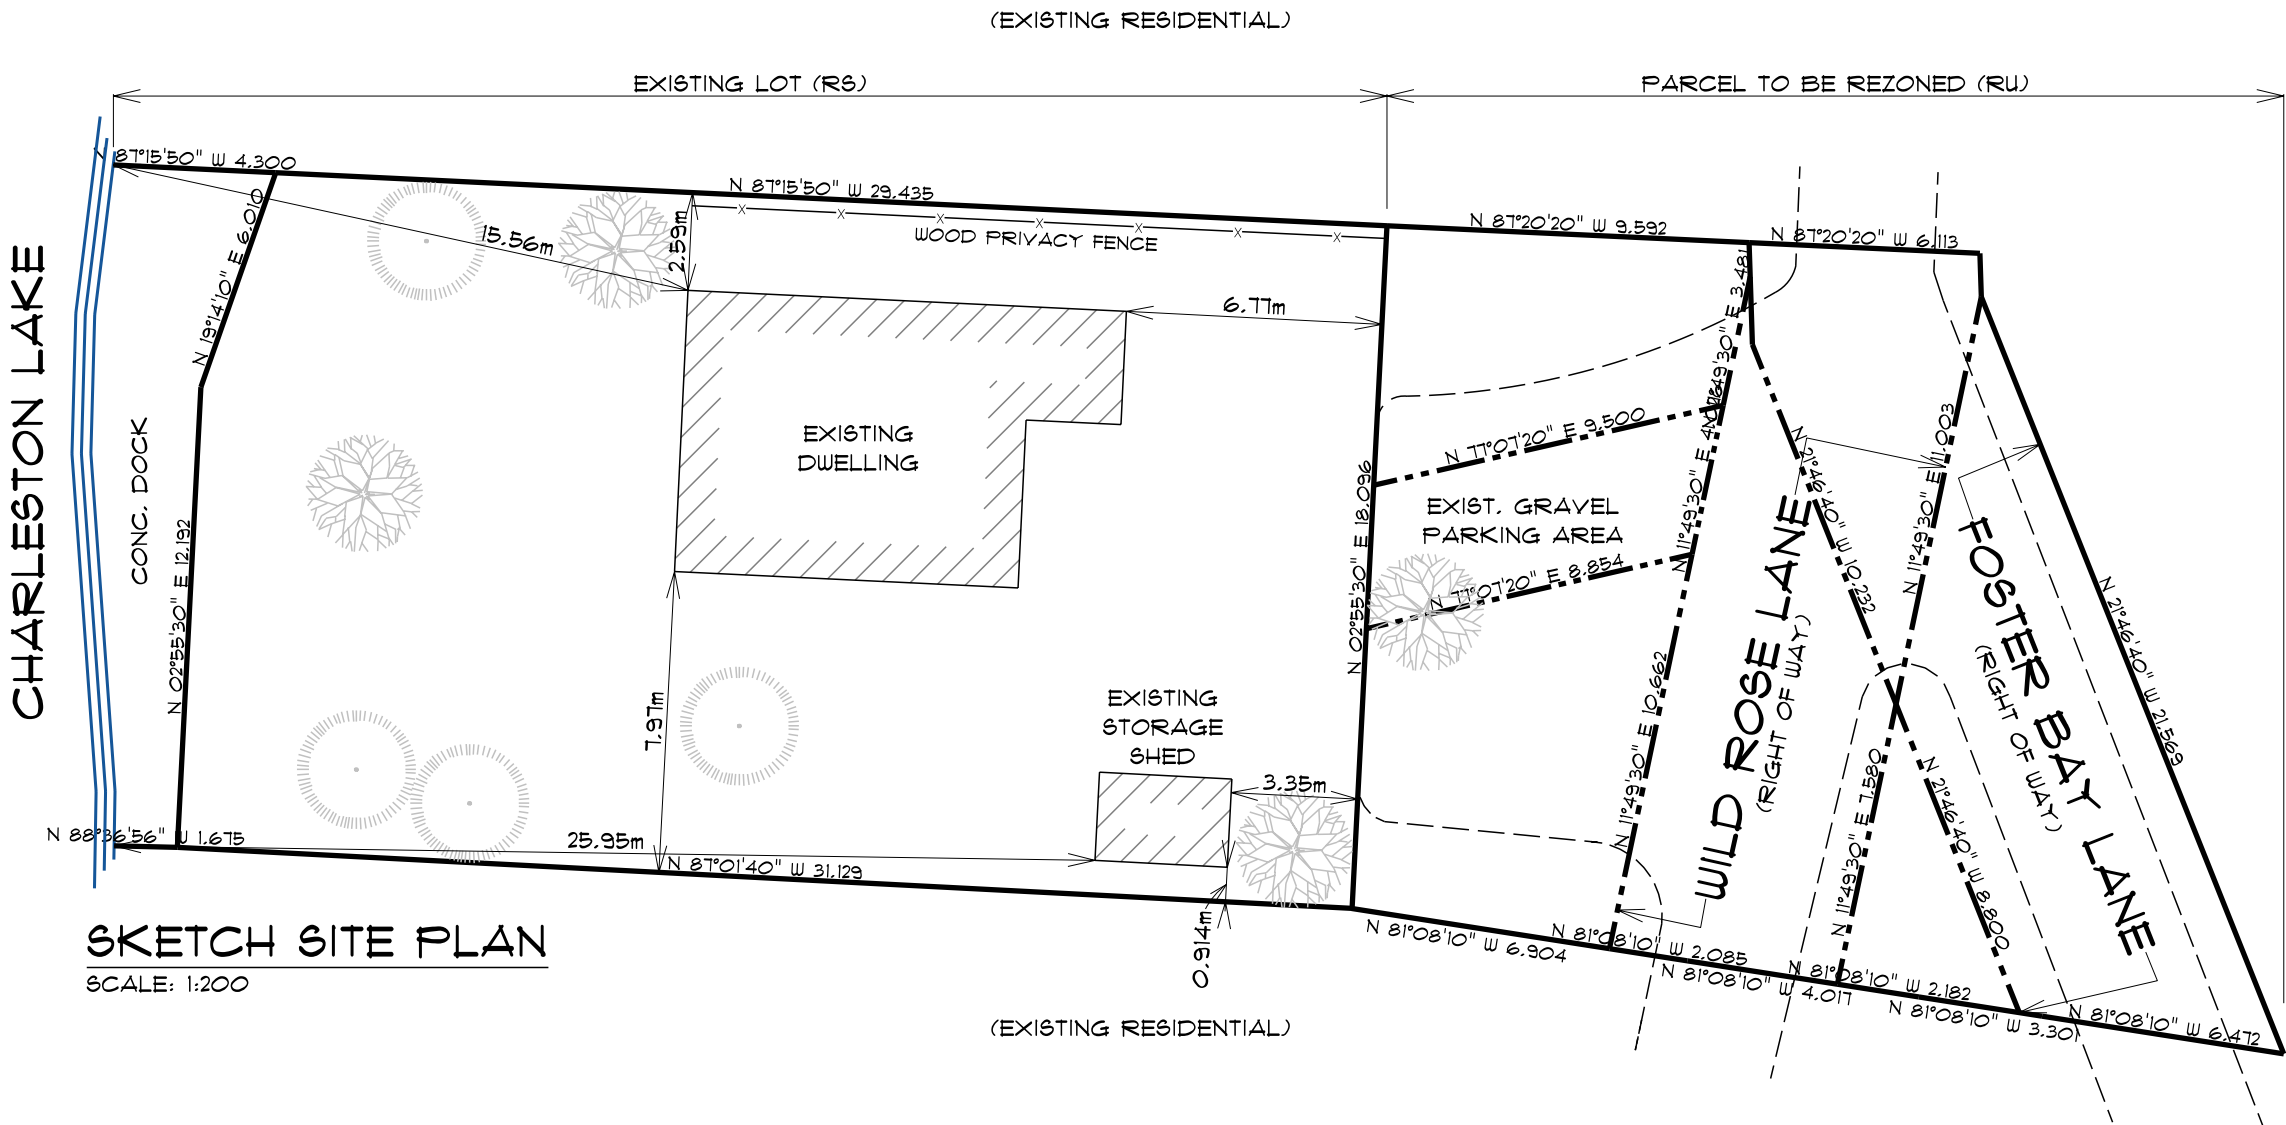 (EXISTING RESIDENTIAL)
EXISTING LOT (RS)
PARCEL TO BE REZONED (RU)
N 87°15'50" W 4.300
N 87°15'50" W 29.435
N 87°20'20" W 9.592
N 87°20'20" W 6.113
CHARLESTON LAKE
CONC. DOCK
N 19°14'10" E 6.010
N 02°55'30" E 12.192
15.56m
2.59m
WOOD PRIVACY FENCE
6.77m
EXISTING
DWELLING
7.97m
EXISTING
STORAGE
SHED
3.35m
25.95m
0.914m
N 88°36'56" W 1.675
N 87°01'40" W 31.129
N 02°55'30" E 18.096
N 77°07'20" E 9.500
EXIST. GRAVEL
PARKING AREA
N 77°07'20" E 8.854
E 3.481
N 11°49'30" E
N 11°49'30" E 10.662
WILD ROSE LANE
(RIGHT OF WAY)
N 21°46'40" W 10.232
N 11°49'30" E 11.003
N 11°49'30" E 7.580
N 21°46'40" W 8.800
FOSTER BAY LANE
(RIGHT OF WAY)
N 21°46'40" W 21.569
N 81°08'10" W 6.904
N 81°08'10" W 2.085
N 81°08'10" W 4.017
N 81°08'10" W 2.182
N 81°08'10" W 3.301
N 81°08'10" W 6.472
SKETCH SITE PLAN
SCALE: 1:200
(EXISTING RESIDENTIAL)